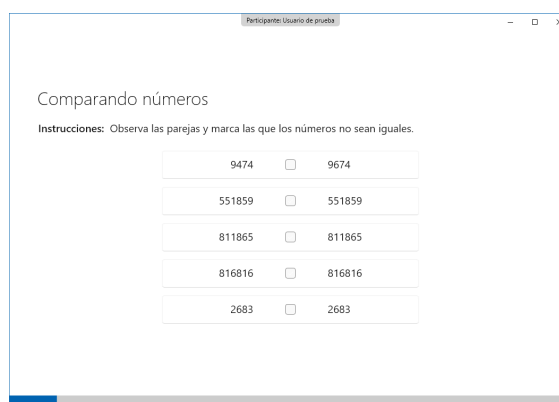 Participante: Usuario de prueba
Comparando números
Instrucciones: Observa las parejas y marca las que los números no sean iguales.
9474 9674
551859 551859
811865 811865
816816 816816
2683 2683